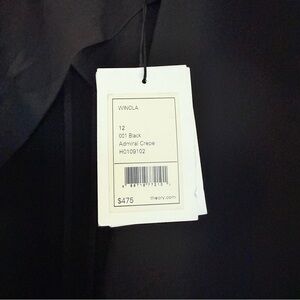 WINOLA
12
001 Black
Admiral Crepe
H0109102
$475
theory.com